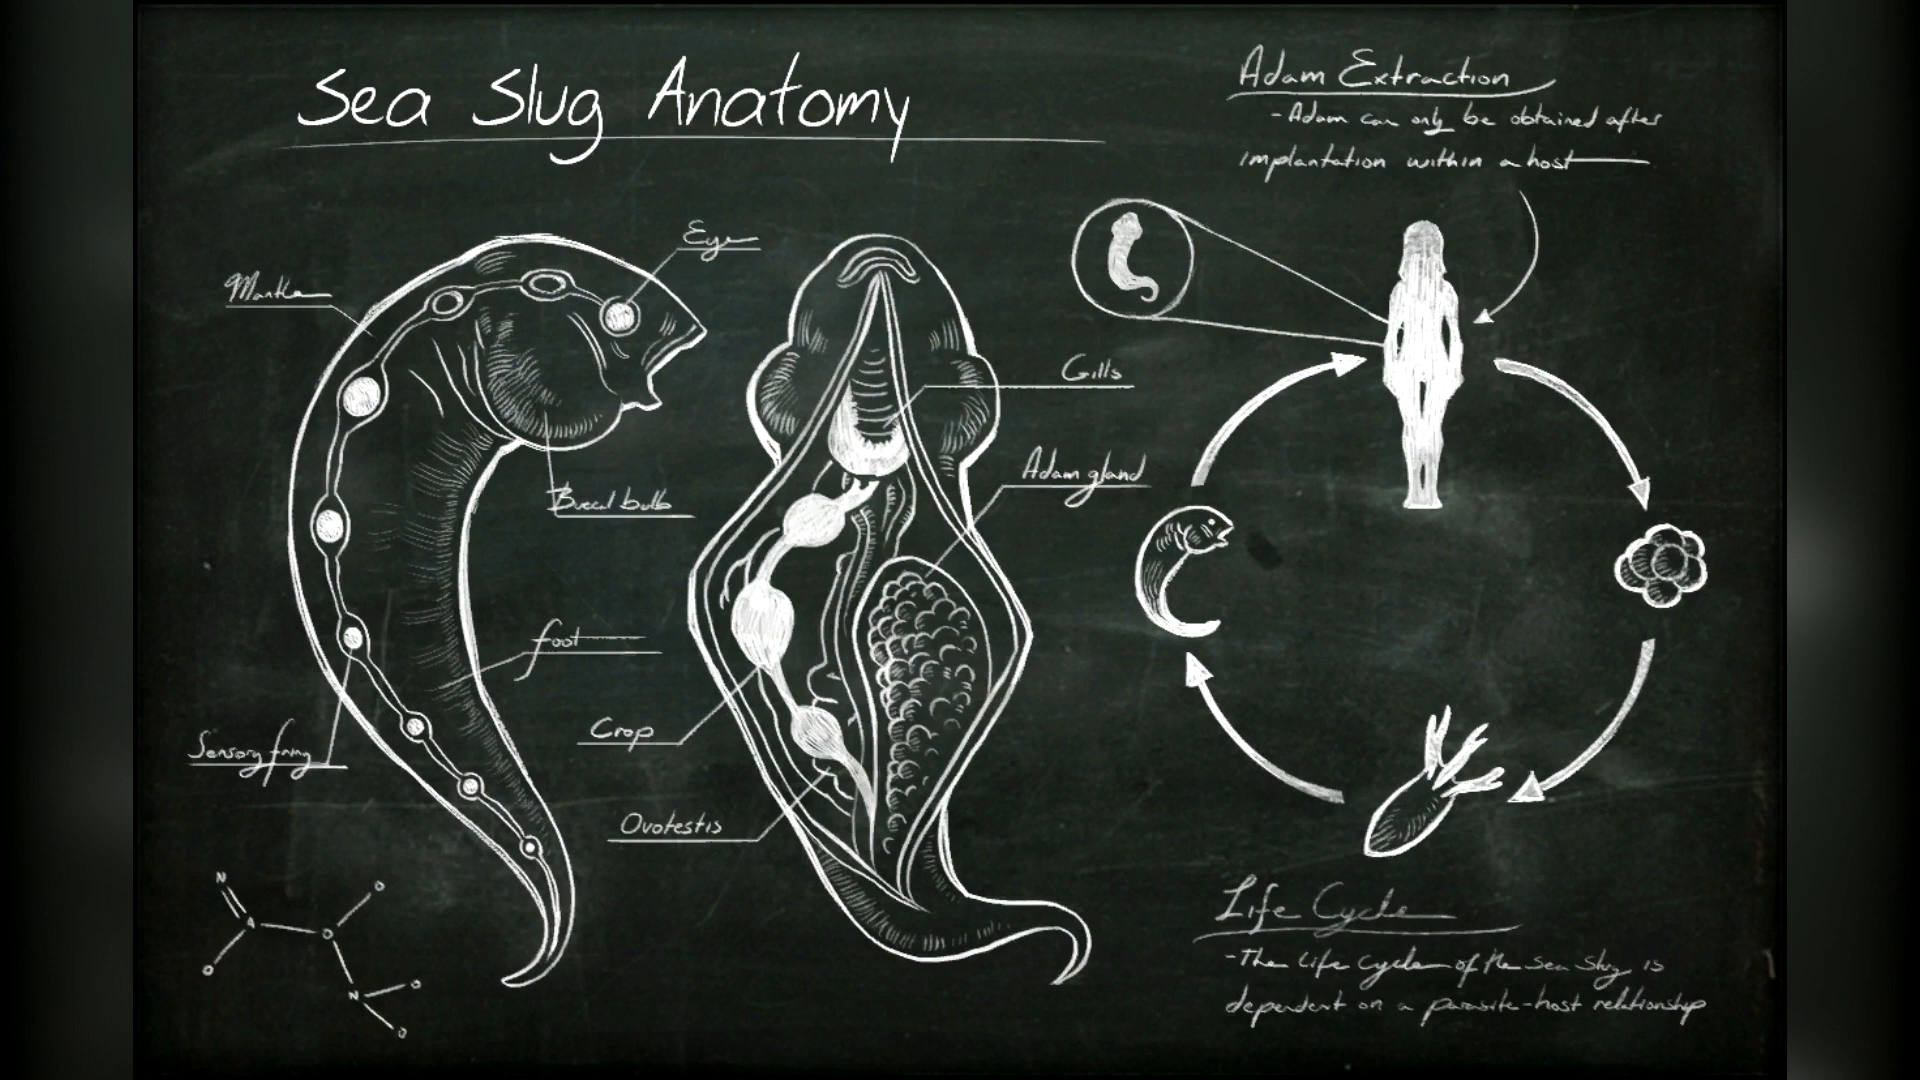 Sea Slug Anatomy
Adam Extraction
- Adam can only be obtained after
implantation within a host
Eye
Mantle
Gills
Adam gland
Buccal bulb
foot
Crop
Sensory fring
Ovotestis
N
A
O
O
O
N
O
O
Life Cycle
- The Life Cycle of the Sea Slug is
dependent on a parasite-host relationship